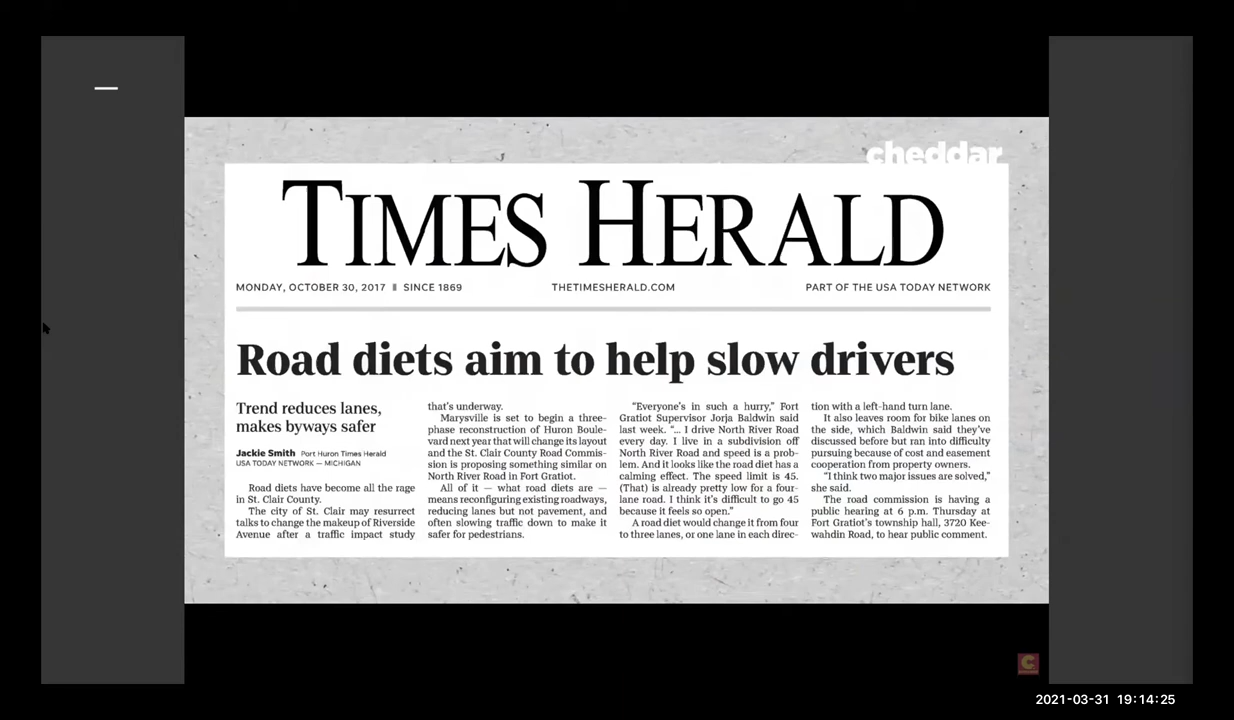 cheddar
TIMES HERALD
MONDAY, OCTOBER 30, 2017 || SINCE 1869
THETIMESHERALD.COM
PART OF THE USA TODAY NETWORK
Road diets aim to help slow drivers
Trend reduces lanes,
makes byways safer
Jackie Smith Port Huron Times Herald
USA TODAY NETWORK — MICHIGAN
Road diets have become all the rage
in St. Clair County.
The city of St. Clair may resurrect
talks to change the makeup of Riverside
Avenue after a traffic impact study
that's underway.
Marysville is set to begin a three-
phase reconstruction of Huron Boule-
vard next year that will change its layout
and the St. Clair County Road Commis-
sion is proposing something similar on
North River Road in Fort Gratiot.
All of it — what road diets are —
means reconfiguring existing roadways,
reducing lanes but not pavement, and
often slowing traffic down to make it
safer for pedestrians.
“Everyone's in such a hurry,” Fort
Gratiot Supervisor Jorja Baldwin said
last week. “... I drive North River Road
every day. I live in a subdivision off
North River Road and speed is a prob-
lem. And it looks like the road diet has a
calming effect. The speed limit is 45.
(That) is already pretty low for a four-
lane road. I think it's difficult to go 45
because it feels so open.”
A road diet would change it from four
to three lanes, or one lane in each direc-
tion with a left-hand turn lane.
It also leaves room for bike lanes on
the side, which Baldwin said they've
discussed before but ran into difficulty
pursuing because of cost and easement
cooperation from property owners.
“I think two major issues are solved,”
she said.
The road commission is having a
public hearing at 6 p.m. Thursday at
Fort Gratiot's township hall, 3720 Kee-
wahdin Road, to hear public comment.
C
2021-03-31 19:14:25